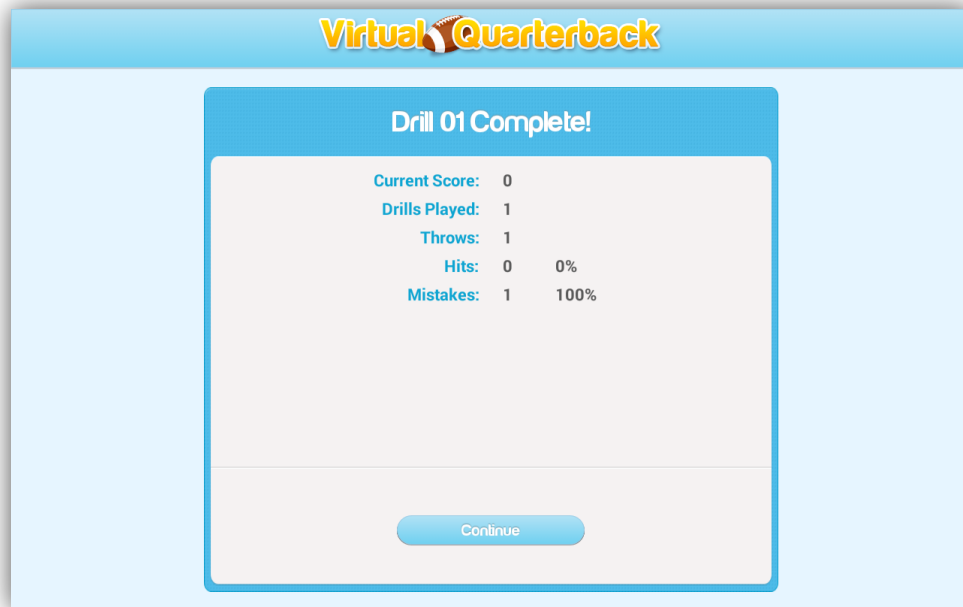 Virtual Quarterback
Drill 01 Complete!
Current Score: 0
Drills Played: 1
Throws: 1
Hits: 0 0%
Mistakes: 1 100%
Continue